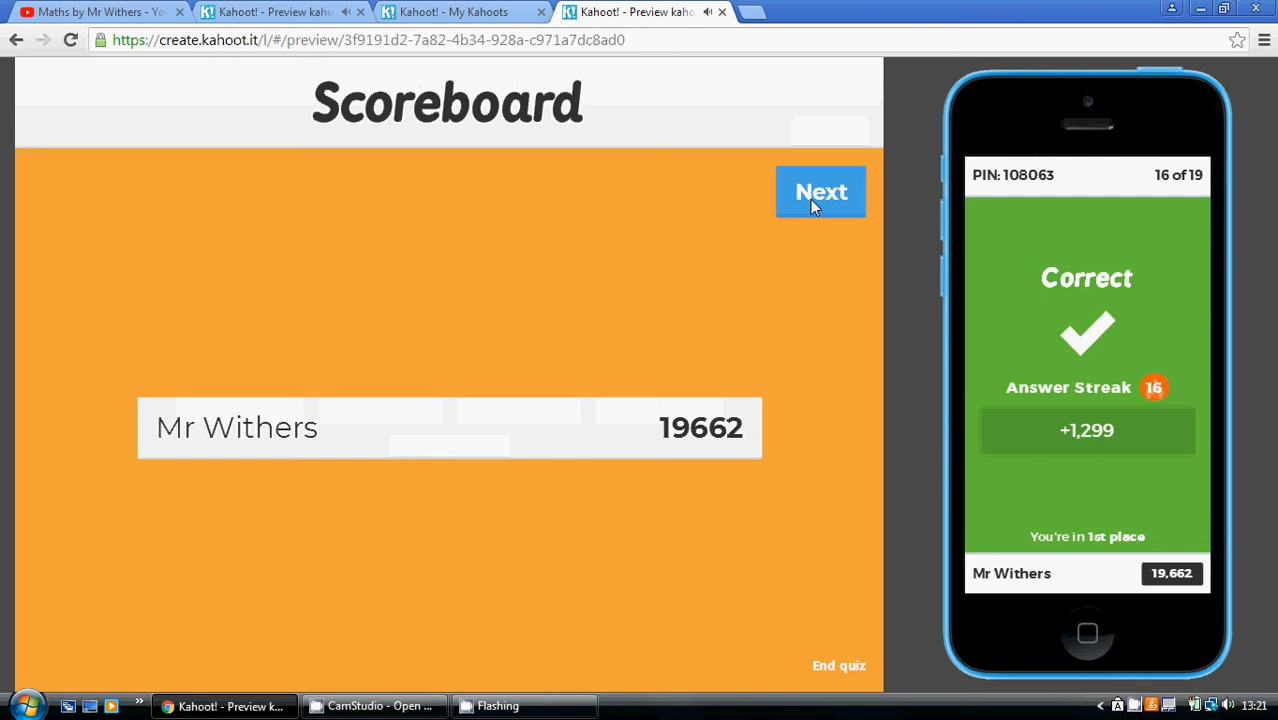 Maths by Mr Withers - Yo
Kahoot! - Preview kaho
Kahoot! - My Kahoots
Kahoot! - Preview kaho
https://create.kahoot.it/l/#/preview/3f9191d2-7a82-4b34-928a-c971a7dc8ad0
Scoreboard
Next
Mr Withers 19662
End quiz
PIN: 108063 16 of 19
Correct
Answer Streak 16
+1,299
You're in 1st place
Mr Withers 19,662
Kahoot! - Preview k...
CamStudio - Open ...
Flashing
13:21